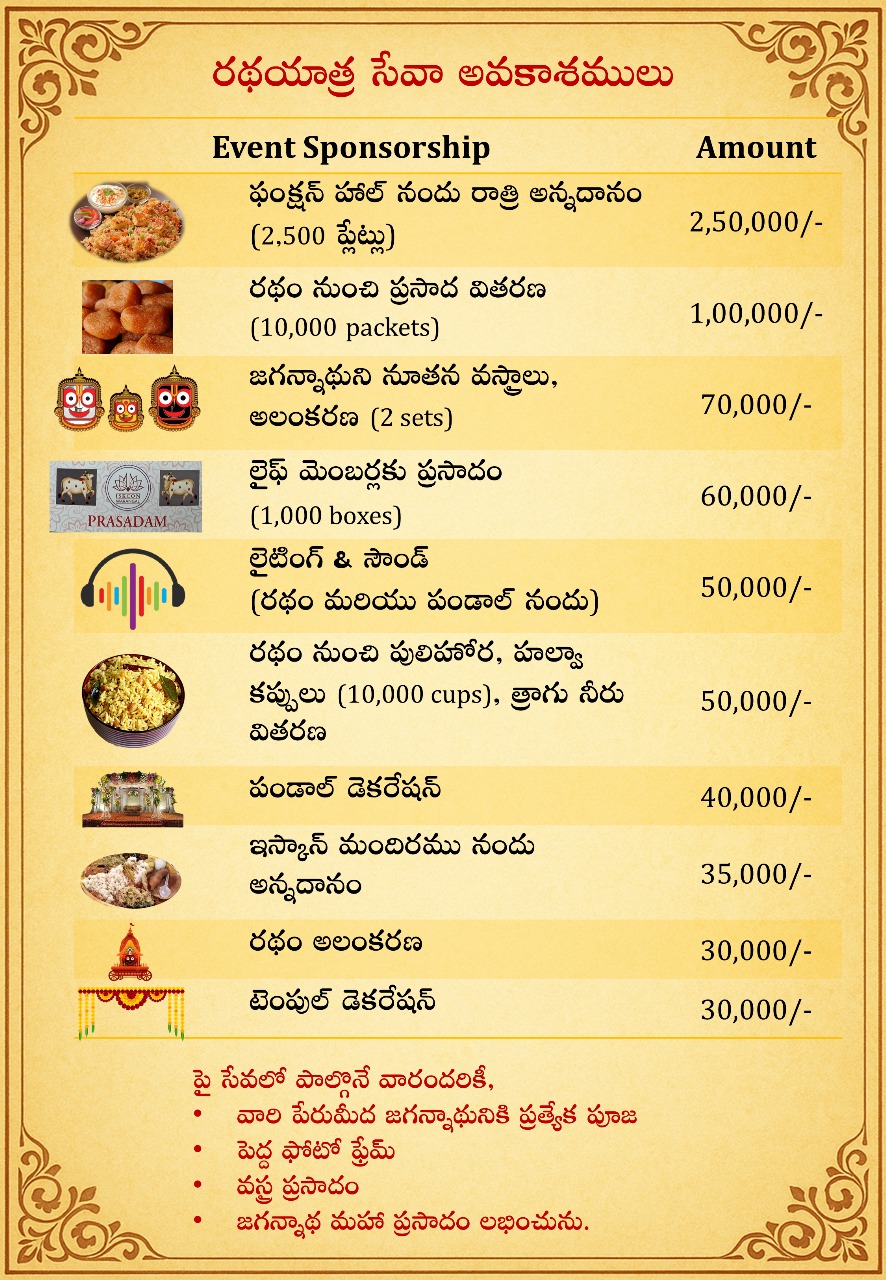 రథయాత్ర సేవా అవకాశములు
Event Sponsorship Amount
ఫంక్షన్ హాల్ నందు రాత్రి అన్నదానం
(2,500 ప్లేట్లు)
2,50,000/-
రథం నుంచి ప్రసాద వితరణ
(10,000 packets)
1,00,000/-
జగన్నాథుని నూతన వస్త్రాలు,
అలంకరణ (2 sets)
70,000/-
ISKCON
PRASADAM
లైఫ్ మెంబర్లకు ప్రసాదం
(1,000 boxes)
60,000/-
లైటింగ్ & సౌండ్
(రథం మరియు పండాల్ నందు)
50,000/-
రథం నుంచి పులిహోర, హల్వా
కప్పులు (10,000 cups), త్రాగు నీరు
వితరణ
50,000/-
పండాల్ డెకరేషన్
40,000/-
ఇస్కాన్ మందిరము నందు
అన్నదానం
35,000/-
రథం అలంకరణ
30,000/-
టెంపుల్ డెకరేషన్
30,000/-
పై సేవలో పాల్గొనే వారందరికీ,
• వారి పేరుమీద జగన్నాథునికి ప్రత్యేక పూజ
• పెద్ద ఫోటో ఫ్రేమ్
• వస్త్ర ప్రసాదం
• జగన్నాథ మహా ప్రసాదం లభించును.